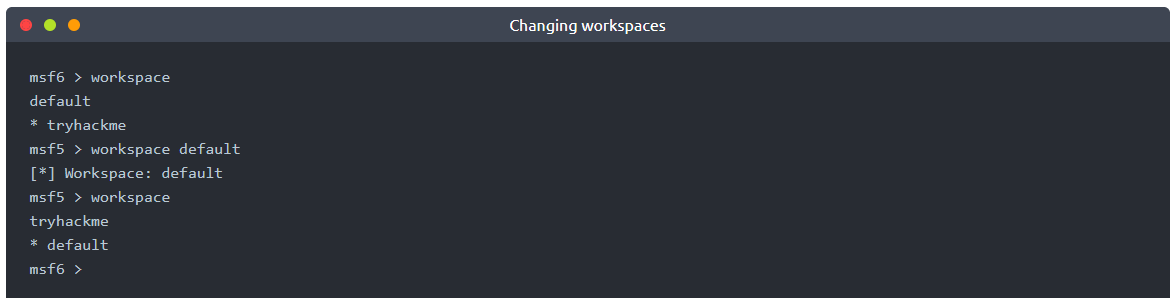 Changing workspaces
msf6 > workspace
default
* tryhackme
msf5 > workspace default
[*] Workspace: default
msf5 > workspace
tryhackme
* default
msf6 >